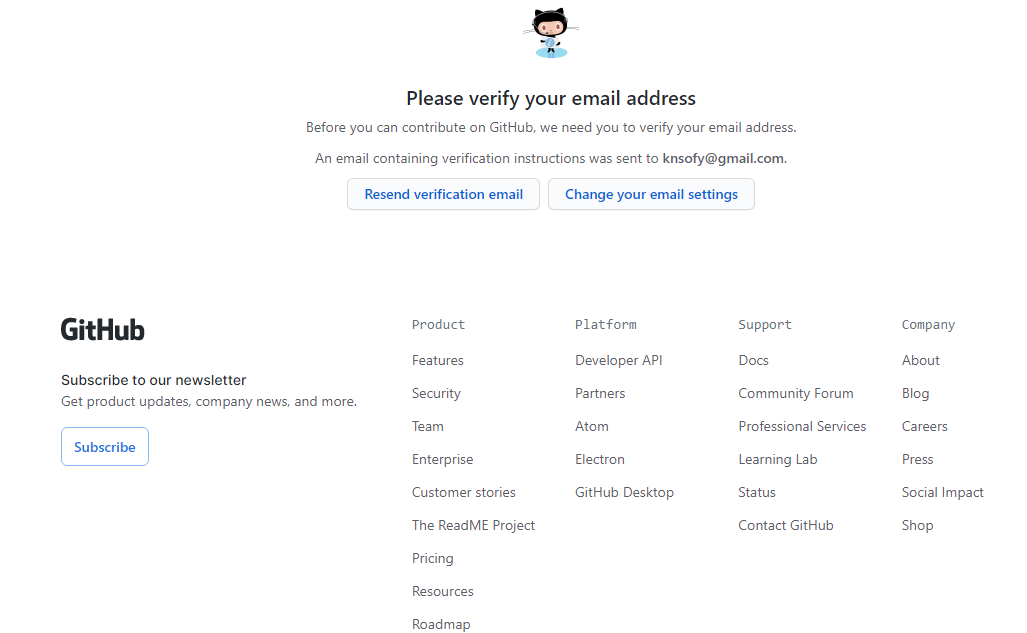 Please verify your email address
Before you can contribute on GitHub, we need you to verify your email address.
An email containing verification instructions was sent to knsofy@gmail.com.
Resend verification email
Change your email settings
GitHub
Subscribe to our newsletter
Get product updates, company news, and more.
Subscribe
Product
Features
Security
Team
Enterprise
Customer stories
The ReadME Project
Pricing
Resources
Roadmap
Platform
Developer API
Partners
Atom
Electron
GitHub Desktop
Support
Docs
Community Forum
Professional Services
Learning Lab
Status
Contact GitHub
Company
About
Blog
Careers
Press
Social Impact
Shop